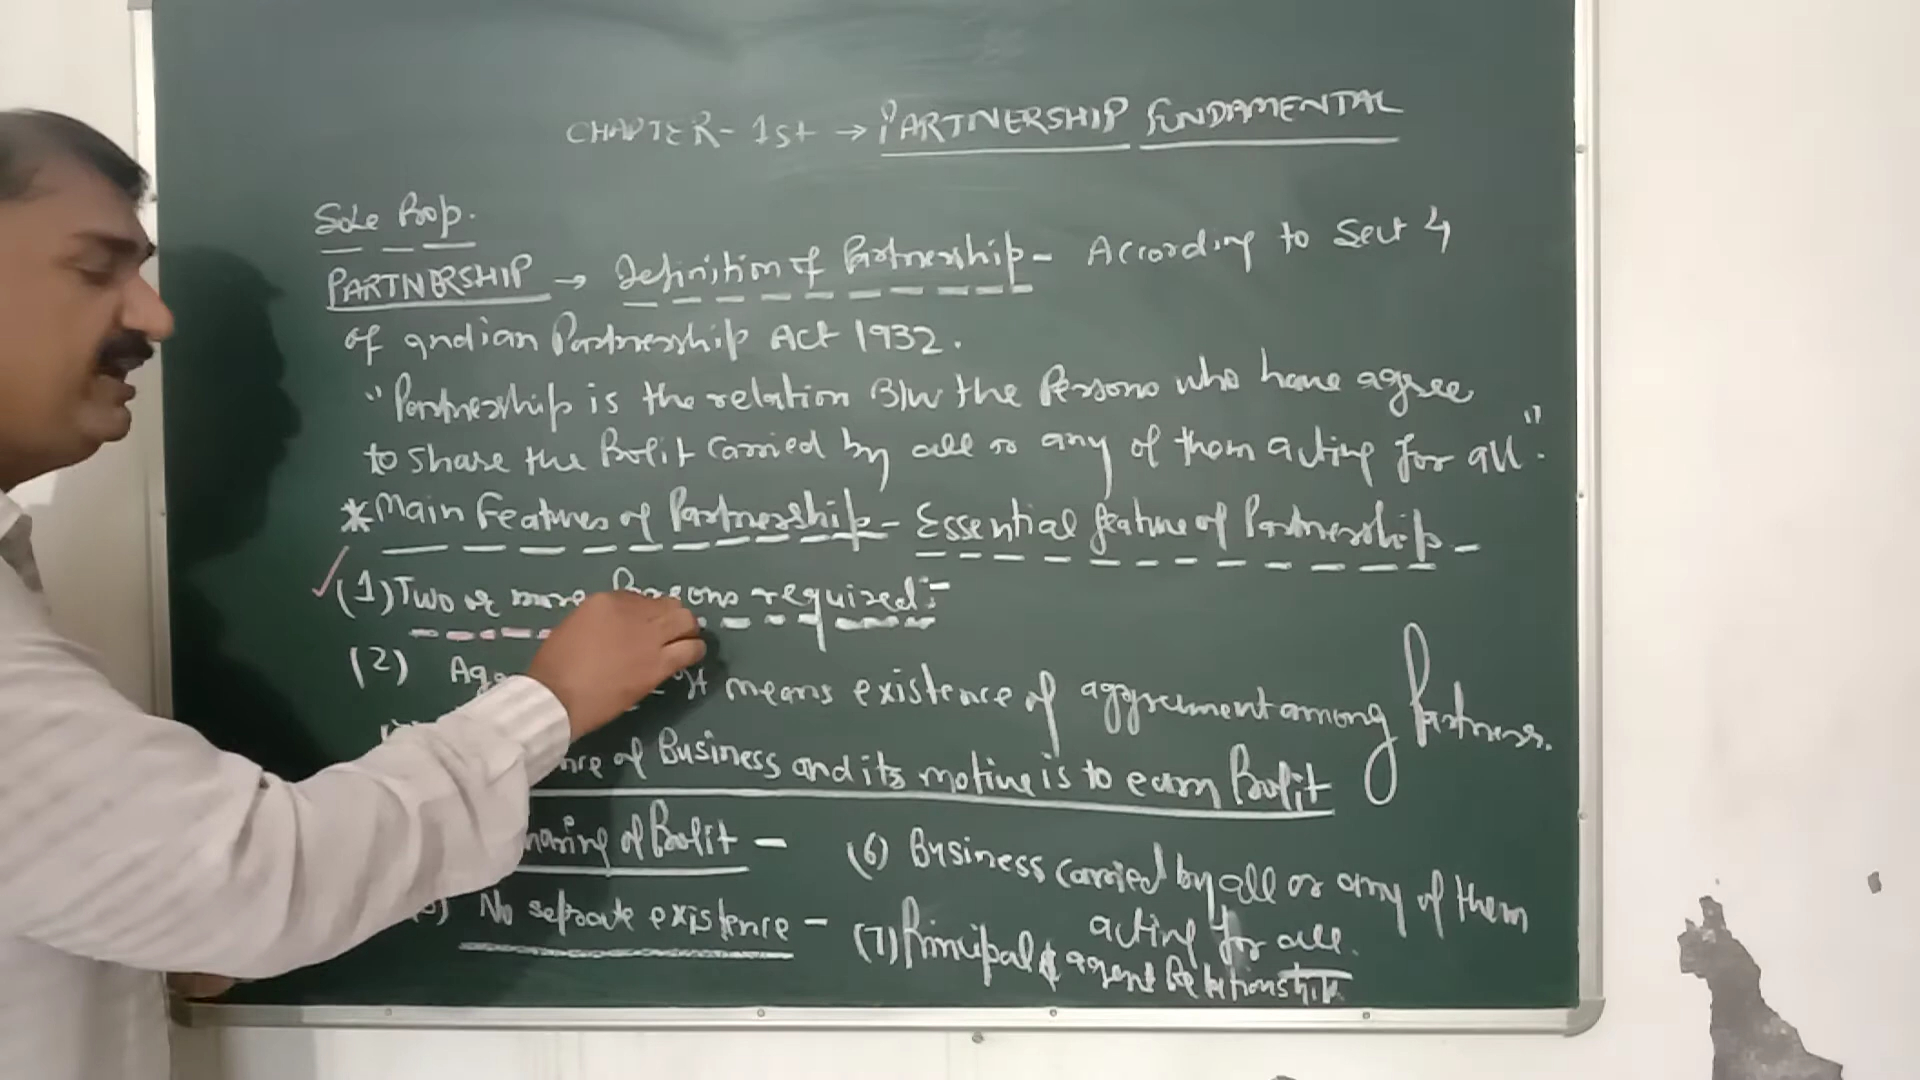 CHAPTER- 1st → PARTNERSHIP FUNDAMENTAL
Sole Prop.
PARTNERSHIP → Definition of Partnership - According to Sect 4
of Indian Partnership Act 1932.
"Partnership is the relation B/W the Persons who have agree
to share the Profit carried by all or any of them acting for all".
*Main Features of Partnership - Essential feature of Partnership -
(1) Two or more Persons required:-
(2) means existence of aggrement among Partners.
of Business and its motive is to earn Profit
of Profit -
No separate existence -
(6) Business carried by all or any of them
acting for all.
(7) Principal & agent Relationship